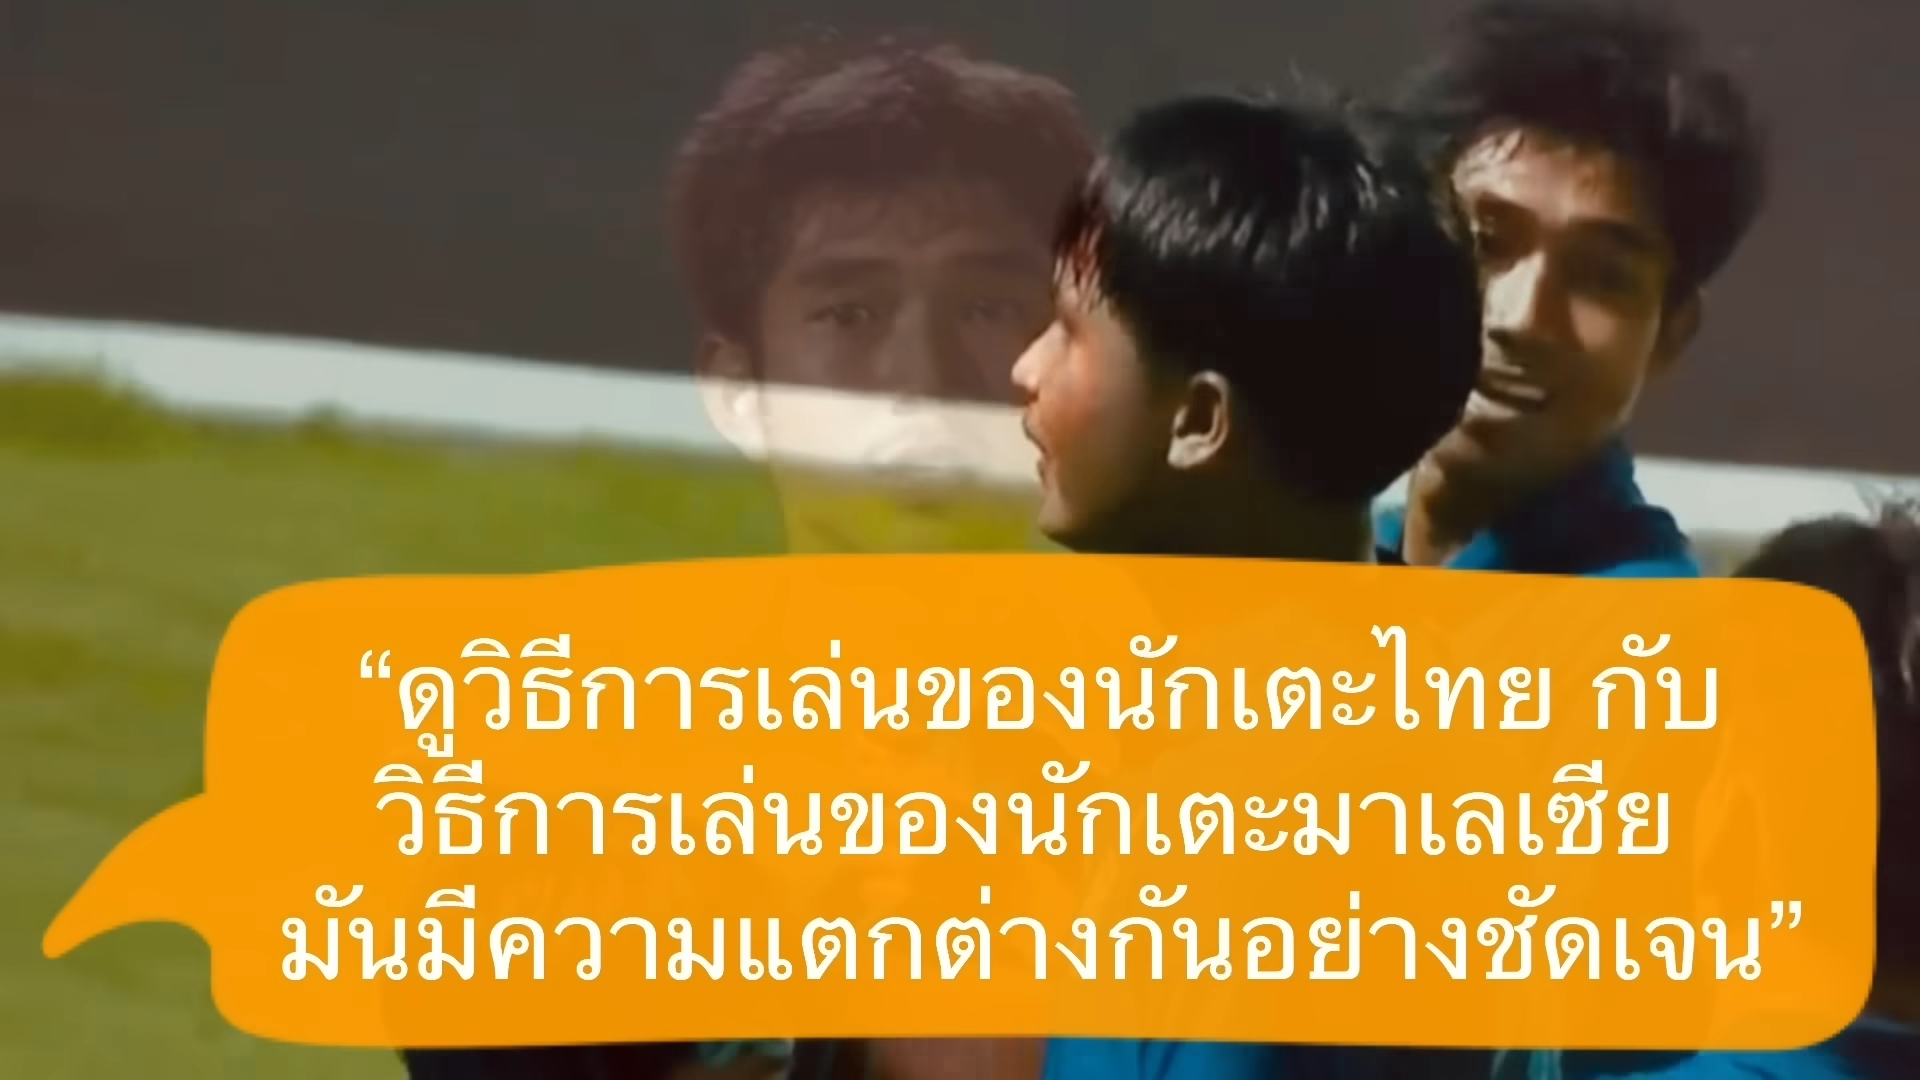 “ดูวิธีการเล่นของนักเตะไทย กับ
วิธีการเล่นของนักเตะมาเลเซีย
มันมีความแตกต่างกันอย่างชัดเจน”